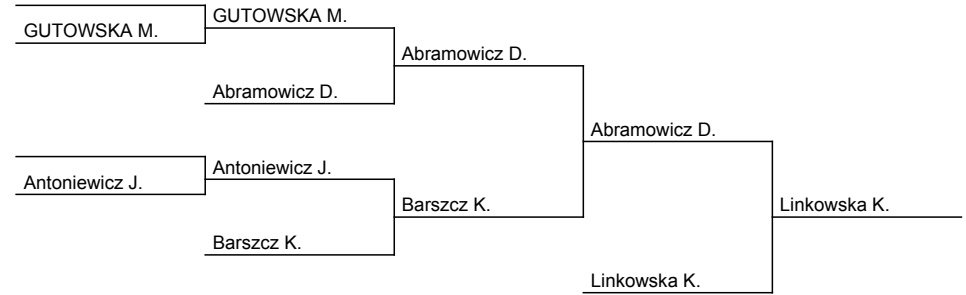 GUTOWSKA M.
GUTOWSKA M.
Abramowicz D.
Abramowicz D.
Abramowicz D.
Antoniewicz J.
Antoniewicz J.
Barszcz K.
Linkowska K.
Barszcz K.
Linkowska K.